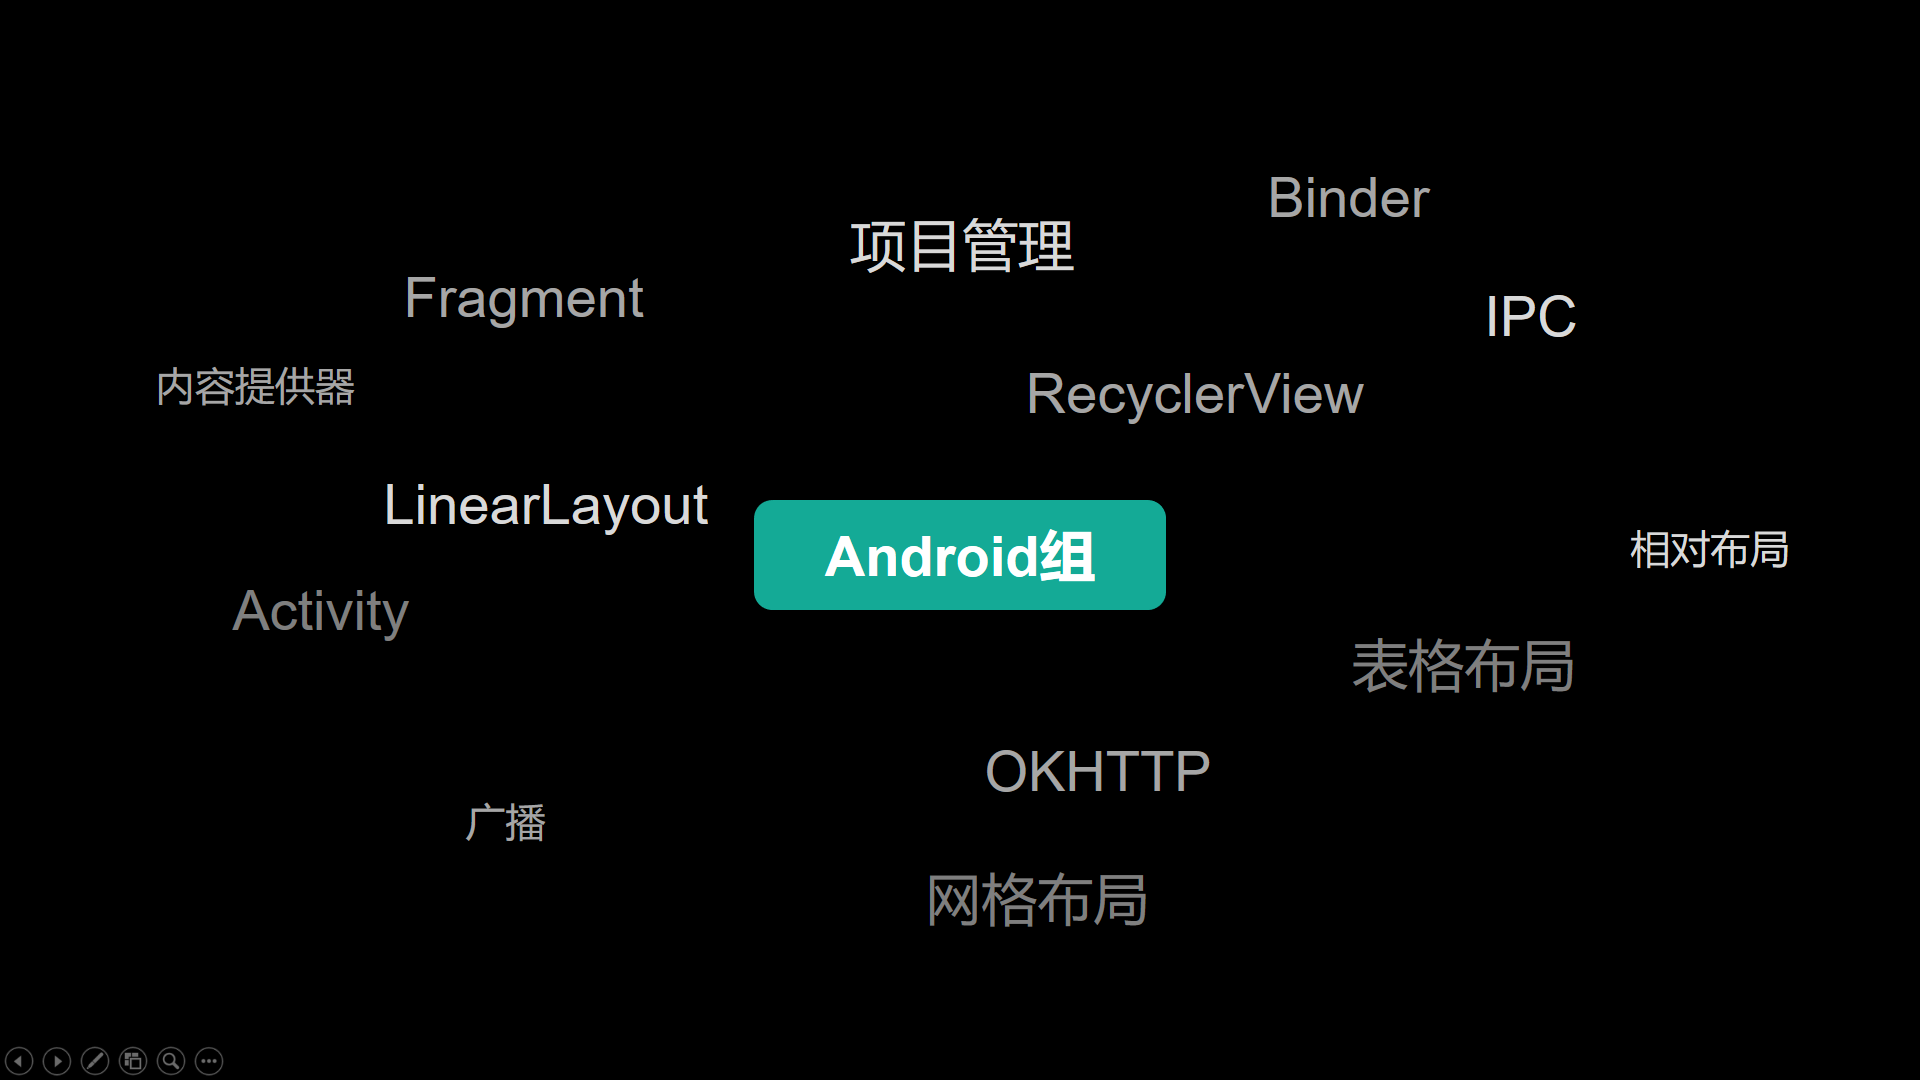 Binder
项目管理
Fragment
IPC
内容提供器
RecyclerView
LinearLayout
Android组
相对布局
Activity
表格布局
OKHTTP
广播
网格布局